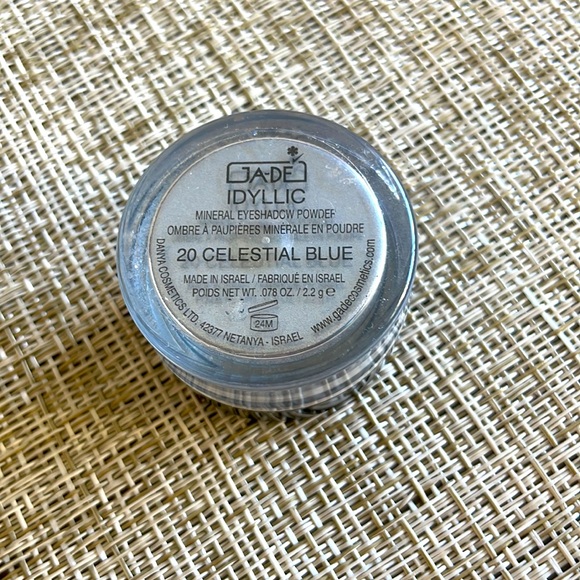 GA-DE
IDYLLIC
MINERAL EYESHADOW POWDER
OMBRE À PAUPIÈRES MINÉRALE EN POUDRE
20 CELESTIAL BLUE
MADE IN ISRAEL / FABRIQUÉ EN ISRAEL
POIDS NET WT. .078 OZ. / 2.2 g ℮
24M
DANYA COSMETICS LTD. 42377 NETANYA - ISRAEL
www.gadecosmetics.com